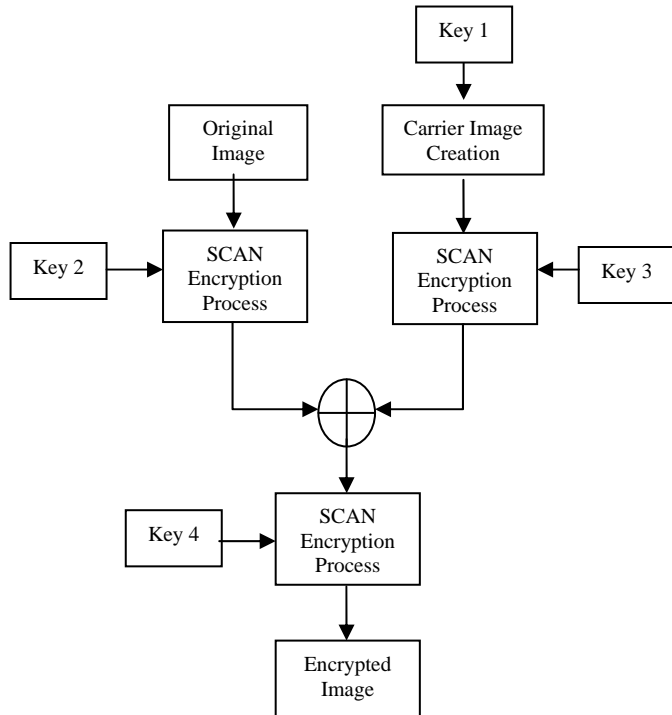 Key 1
Original
Image
Carrier Image
Creation
Key 2
SCAN
Encryption
Process
SCAN
Encryption
Process
Key 3
Key 4
SCAN
Encryption
Process
Encrypted
Image